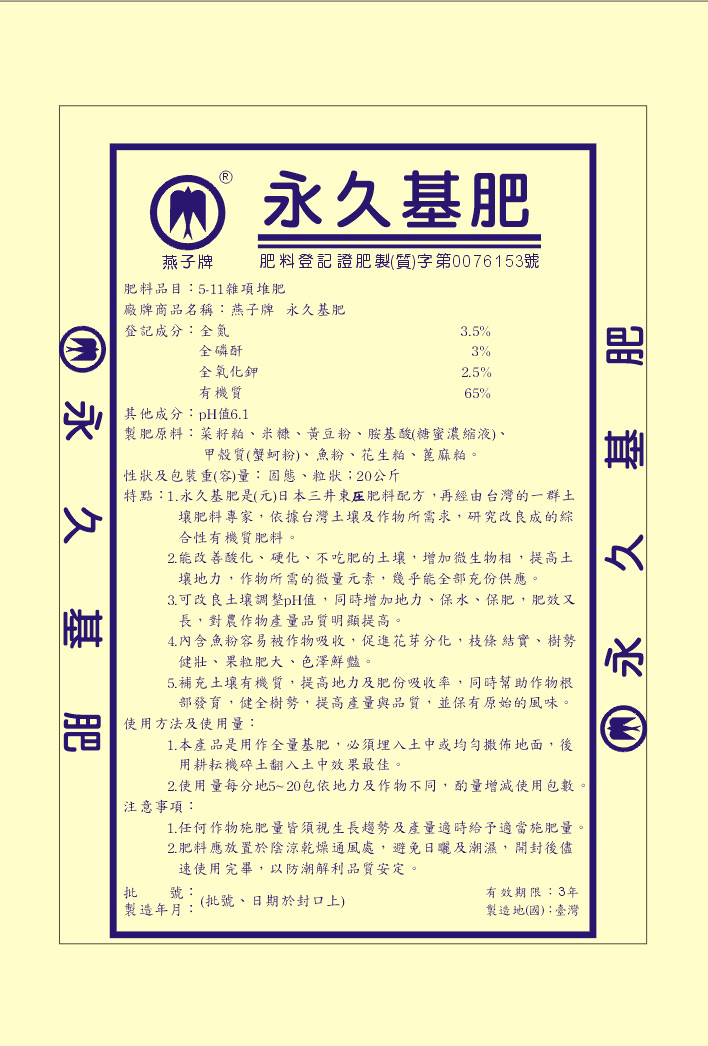 ®
永久基肥
燕子牌
肥料登記證肥製(質)字第0076153號
肥料品目：5-11雜項堆肥
廠牌商品名稱：燕子牌 永久基肥
登記成分：全氮 3.5%
全磷酐 3%
全氧化鉀 2.5%
有機質 65%
其他成分：pH值6.1
製肥原料：菜籽粕、米糠、黃豆粉、胺基酸(糖蜜濃縮液)、
甲殼質(蟹蚵粉)、魚粉、花生粕、蓖麻粕。
性狀及包裝重(容)量：固態、粒狀；20公斤
特點：1.永久基肥是(元)日本三井東圧肥料配方，再經由台灣的一群土
壤肥料專家，依據台灣土壤及作物所需求，研究改良成的綜
合性有機質肥料。
2.能改善酸化、硬化、不吃肥的土壤，增加微生物相，提高土
壤地力，作物所需的微量元素，幾乎能全部充份供應。
3.可改良土壤調整pH值，同時增加地力、保水、保肥，肥效又
長，對農作物產量品質明顯提高。
4.內含魚粉容易被作物吸收，促進花芽分化，枝條結實、樹勢
健壯、果粒肥大、色澤鮮豔。
5.補充土壤有機質，提高地力及肥份吸收率，同時幫助作物根
部發育，健全樹勢，提高產量與品質，並保有原始的風味。
使用方法及使用量：
1.本產品是用作全量基肥，必須埋入土中或均勻撒佈地面，後
用耕耘機碎土翻入土中效果最佳。
2.使用量每分地5~20包依地力及作物不同，酌量增減使用包數。
注意事項：
1.任何作物施肥量皆須視生長趨勢及產量適時給予適當施肥量。
2.肥料應放置於陰涼乾燥通風處，避免日曬及潮濕，開封後儘
速使用完畢，以防潮解利品質安定。
批 號：
製造年月：(批號、日期於封口上)
有效期限：3年
製造地(國)：臺灣
永久基肥
永久基肥